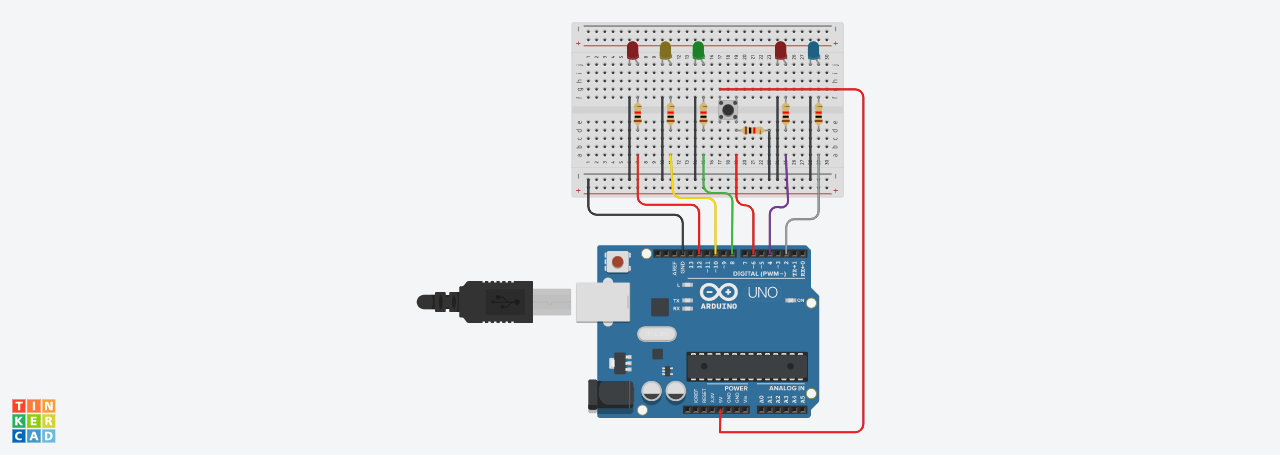 AREF
GND
13
12
~11
~10
~9
8
7
~6
~5
4
~3
2
TX→1
RX←0
DIGITAL (PWM~)
L
TX
RX
ARDUINO
UNO
ON
POWER
ANALOG IN
IOREF
RESET
3.3V
5V
GND
GND
Vin
A0
A1
A2
A3
A4
A5
TIN
KER
CAD